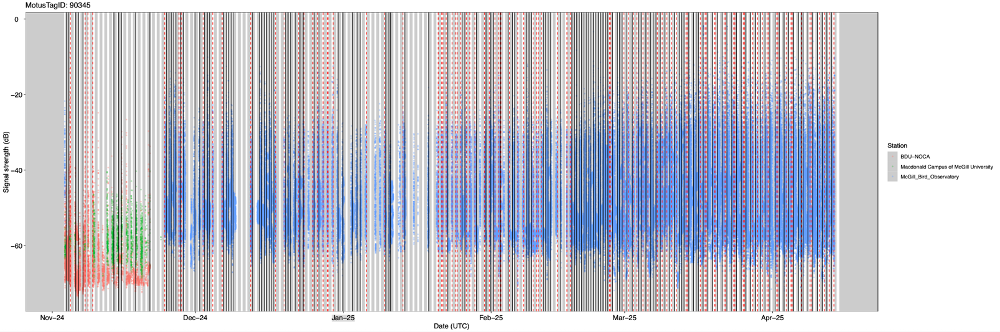 MotusTagID: 90345
0
−20
−40
−60
Signal strength (dB)
Nov−24
Dec−24
Jan−25
Feb−25
Mar−25
Apr−25
Date (UTC)
Station
BDU−NOCA
Macdonald Campus of McGill University
McGill_Bird_Observatory